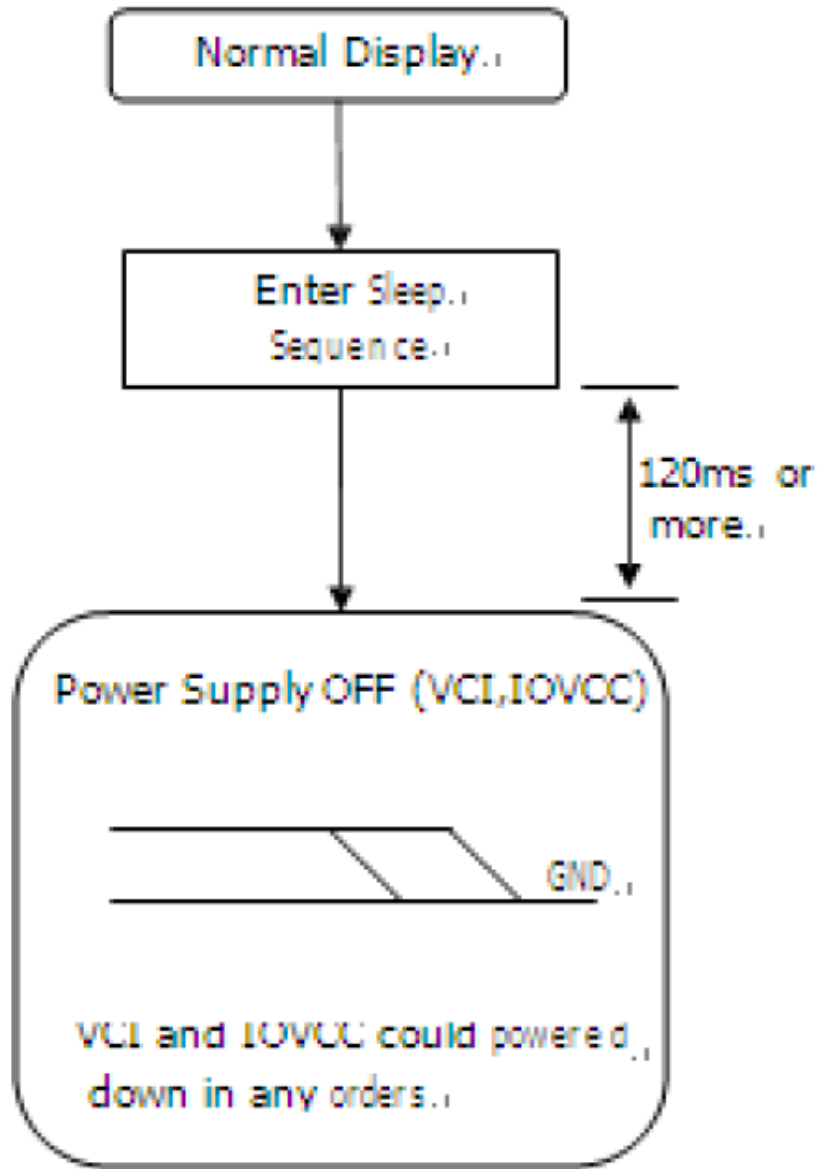 Normal Display.
Enter Sleep.
Sequence.
120ms or
more.
Power Supply OFF (VCI,IOVCC)
GND.
VCI and IOVCC could powered
down in any orders.